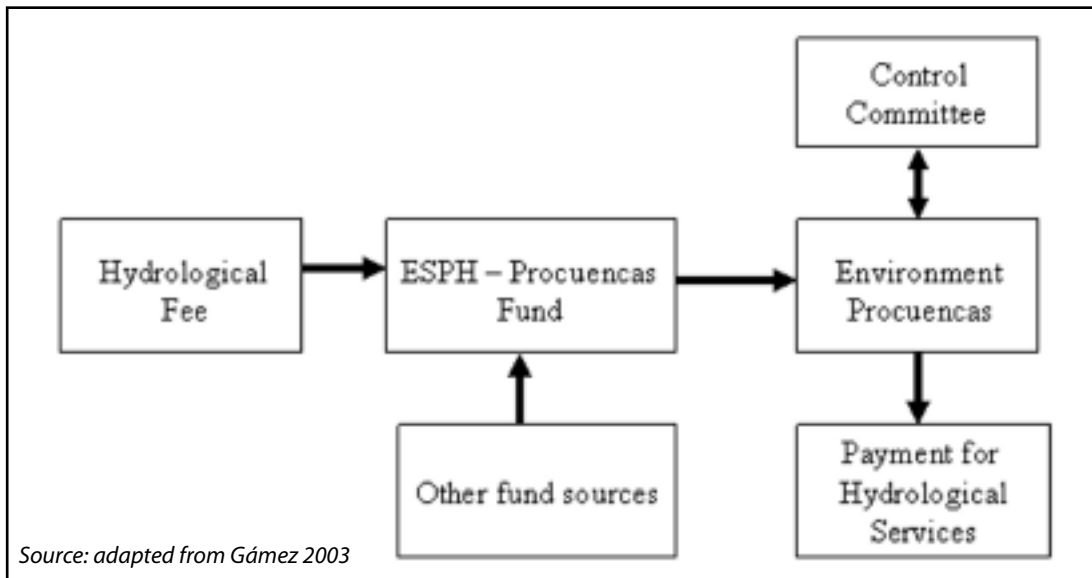 Control
Committee
Hydrological
Fee
ESPH – Procuencas
Fund
Environment
Procuencas
Other fund sources
Payment for
Hydrological
Services
Source: adapted from Gámez 2003